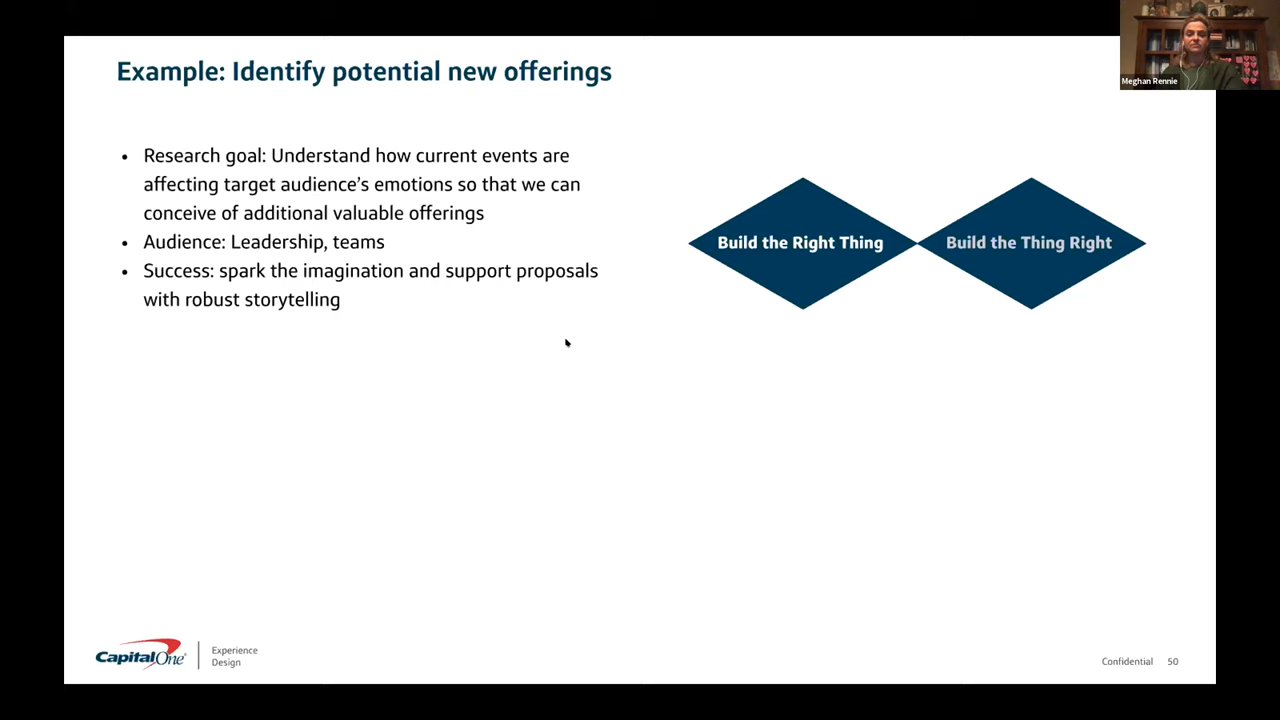 Example: Identify potential new offerings
Meghan Rennie
• Research goal: Understand how current events are
affecting target audience’s emotions so that we can
conceive of additional valuable offerings
• Audience: Leadership, teams
• Success: spark the imagination and support proposals
with robust storytelling
Build the Right Thing
Build the Thing Right
Capital One
Experience
Design
Confidential 50